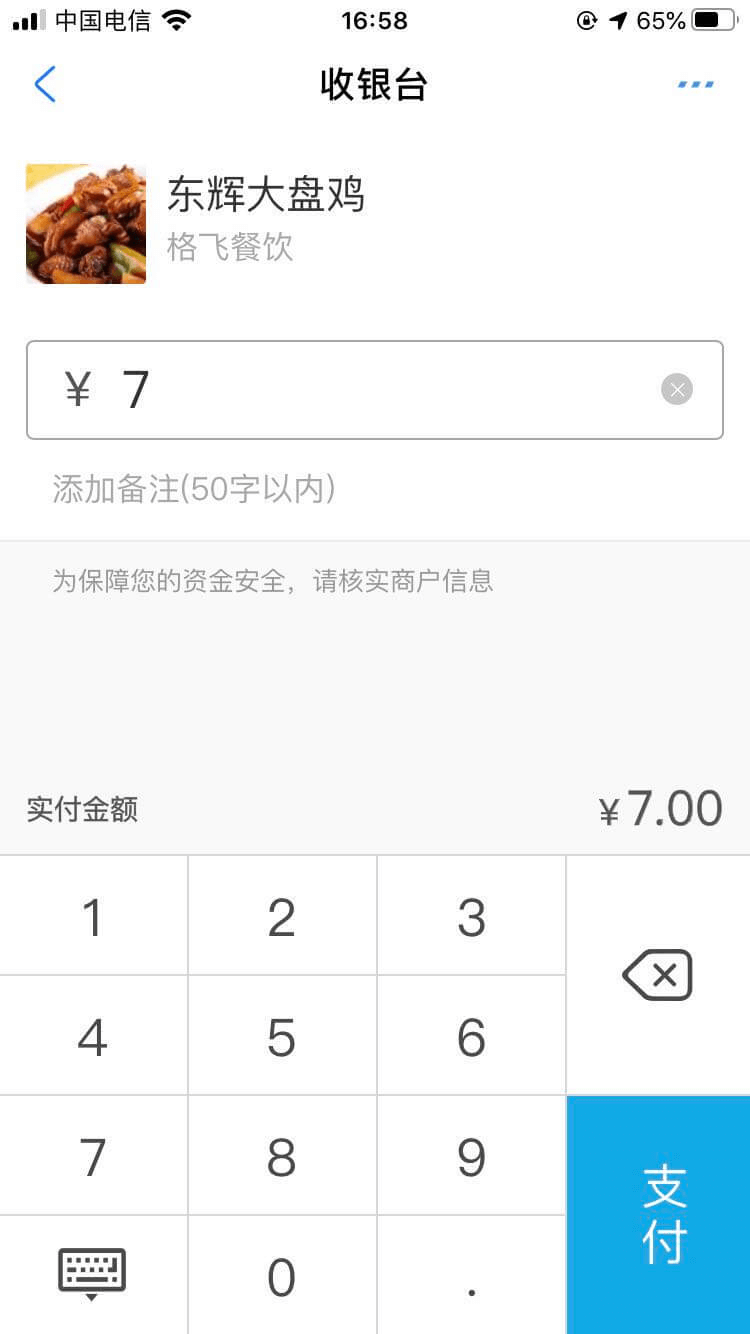 中国电信 16:58 65%
收银台
东辉大盘鸡
格飞餐饮
¥ 7
添加备注(50字以内)
为保障您的资金安全，请核实商户信息
实付金额 ¥7.00
1 2 3
4 5 6
7 8 9
支付
0 .